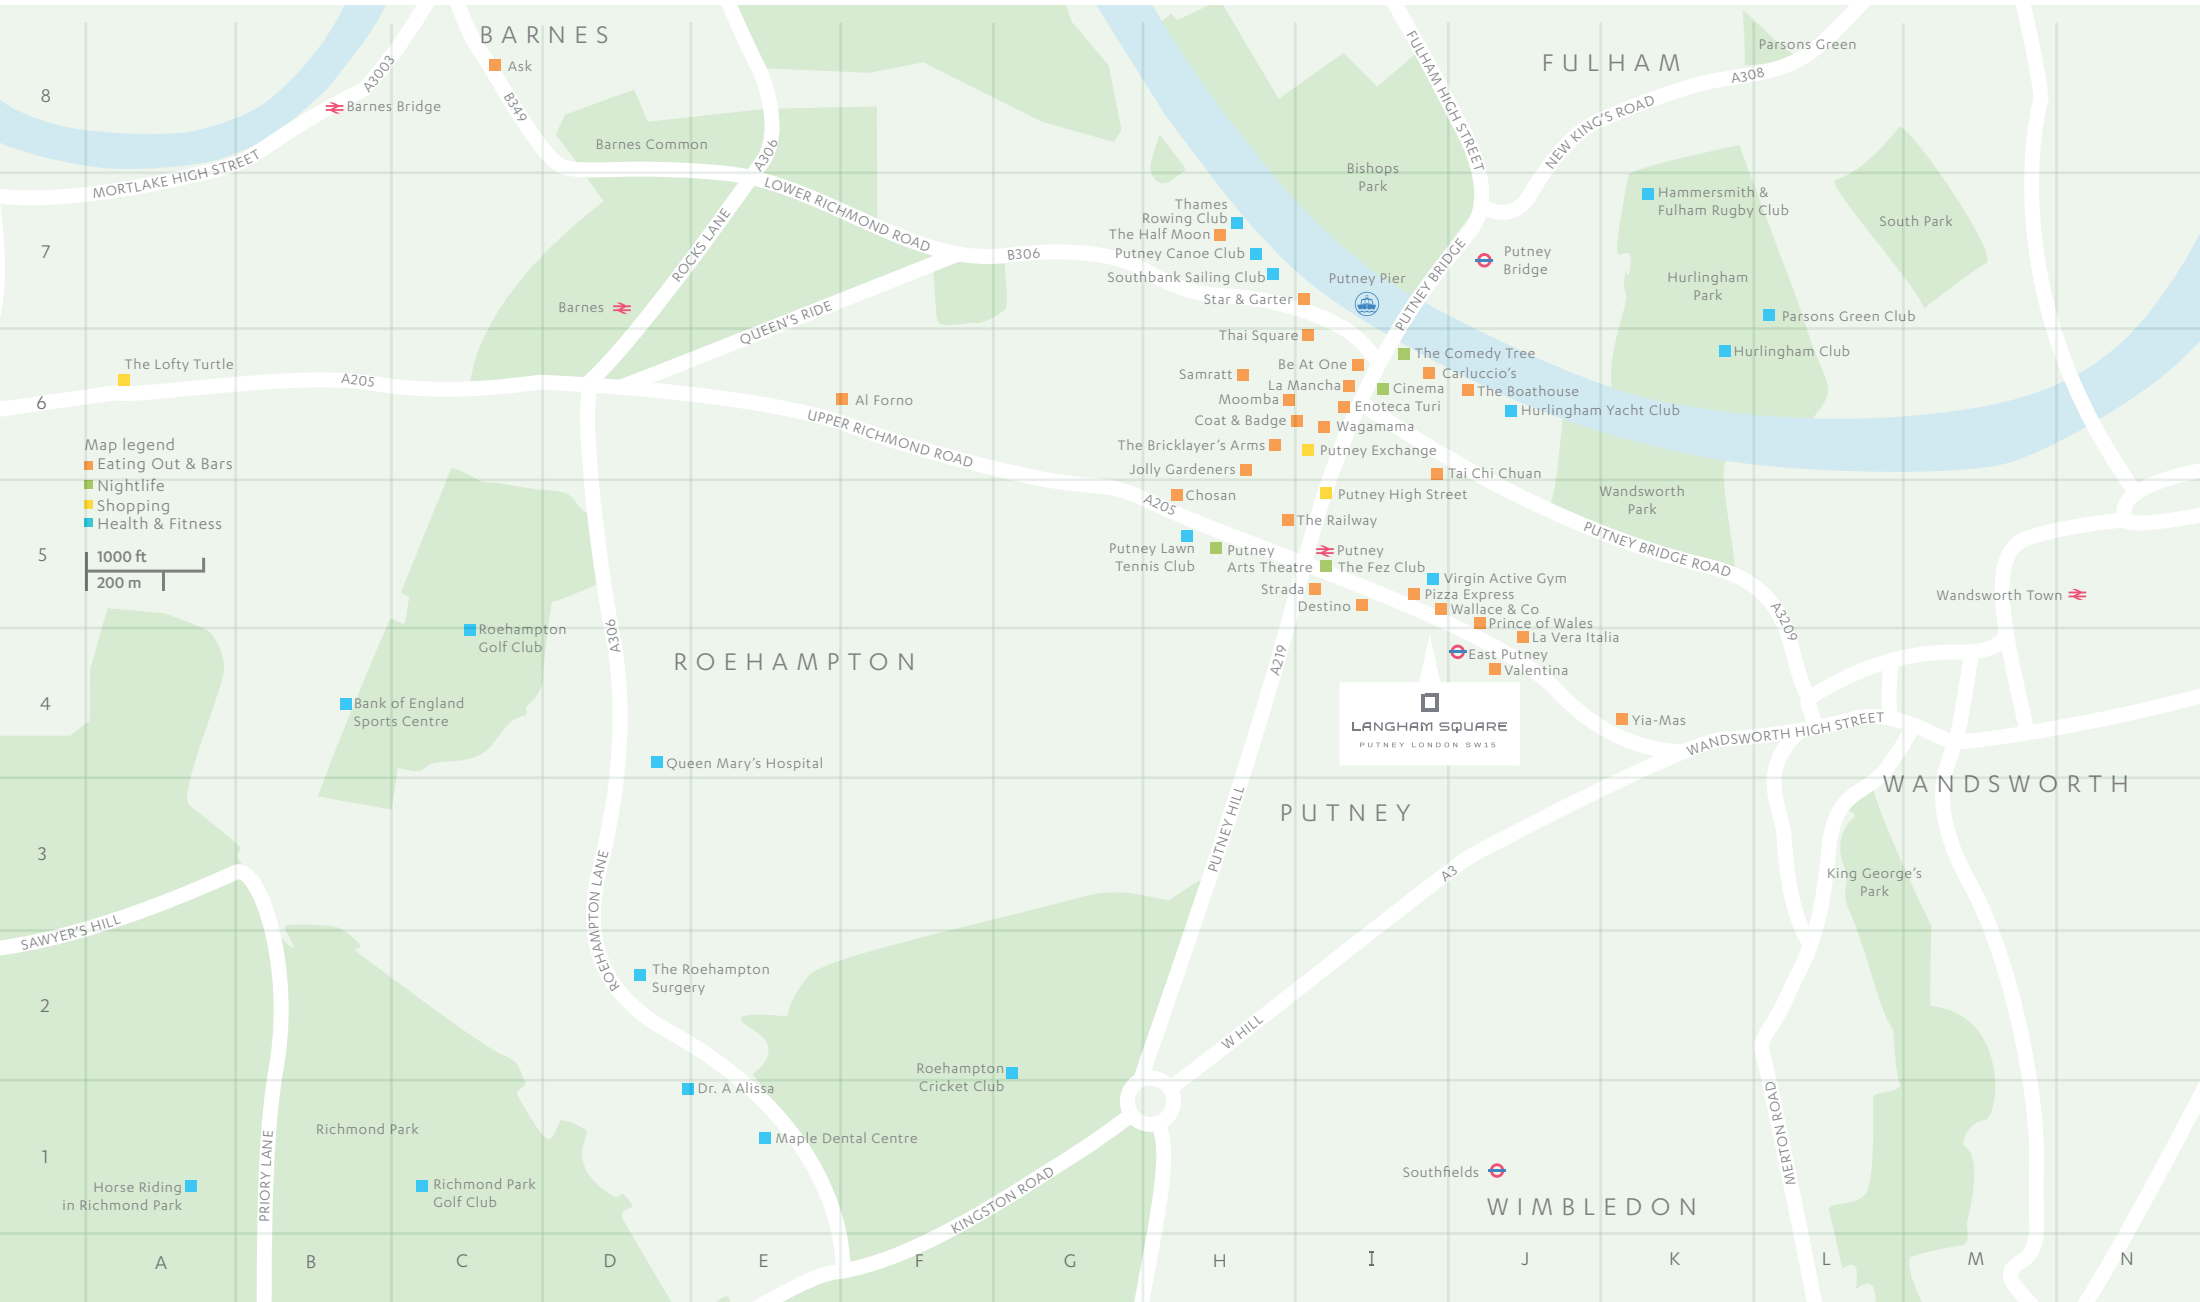 BARNES
Ask
A3003
B349
Barnes Bridge
MORTLAKE HIGH STREET
Barnes Common
A306
LOWER RICHMOND ROAD
ROCKS LANE
Barnes
QUEEN'S RIDE
B306
FULHAM HIGH STREET
FULHAM
Parsons Green
A308
NEW KING'S ROAD
Bishops
Park
Hammersmith &
Fulham Rugby Club
South Park
Thames
Rowing Club
The Half Moon
Putney Canoe Club
Southbank Sailing Club
Star & Garter
Putney Pier
PUTNEY BRIDGE
Putney
Bridge
Hurlingham
Park
Parsons Green Club
Hurlingham Club
Thai Square
Be At One
The Comedy Tree
Samratt
La Mancha
Carluccio's
Cinema
The Boathouse
Moomba
Enoteca Turi
Hurlingham Yacht Club
Coat & Badge
Wagamama
The Bricklayer's Arms
Putney Exchange
Jolly Gardeners
Tai Chi Chuan
Chosan
Putney High Street
A205
The Railway
Wandsworth
Park
PUTNEY BRIDGE ROAD
Putney Lawn
Tennis Club
Putney
Arts Theatre
Putney
The Fez Club
Strada
Virgin Active Gym
Destino
Pizza Express
Wallace & Co
Prince of Wales
La Vera Italia
East Putney
Valentina
A3209
Wandsworth Town
The Lofty Turtle
A205
Al Forno
UPPER RICHMOND ROAD
Map legend
Eating Out & Bars
Nightlife
Shopping
Health & Fitness
1000 ft
200 m
Roehampton
Golf Club
A306
ROEHAMPTON
Bank of England
Sports Centre
Queen Mary's Hospital
A219
LANGHAM SQUARE
PUTNEY LONDON SW15
Yia-Mas
WANDSWORTH HIGH STREET
WANDSWORTH
PUTNEY
PUTNEY HILL
A3
King George's
Park
SAWYER'S HILL
ROEHAMPTON LANE
The Roehampton
Surgery
W HILL
Roehampton
Cricket Club
Dr. A Alissa
Maple Dental Centre
Richmond Park
PRIORY LANE
Horse Riding
in Richmond Park
Richmond Park
Golf Club
KINGSTON ROAD
Southfields
WIMBLEDON
MERTON ROAD
8
7
6
5
4
3
2
1
A
B
C
D
E
F
G
H
I
J
K
L
M
N